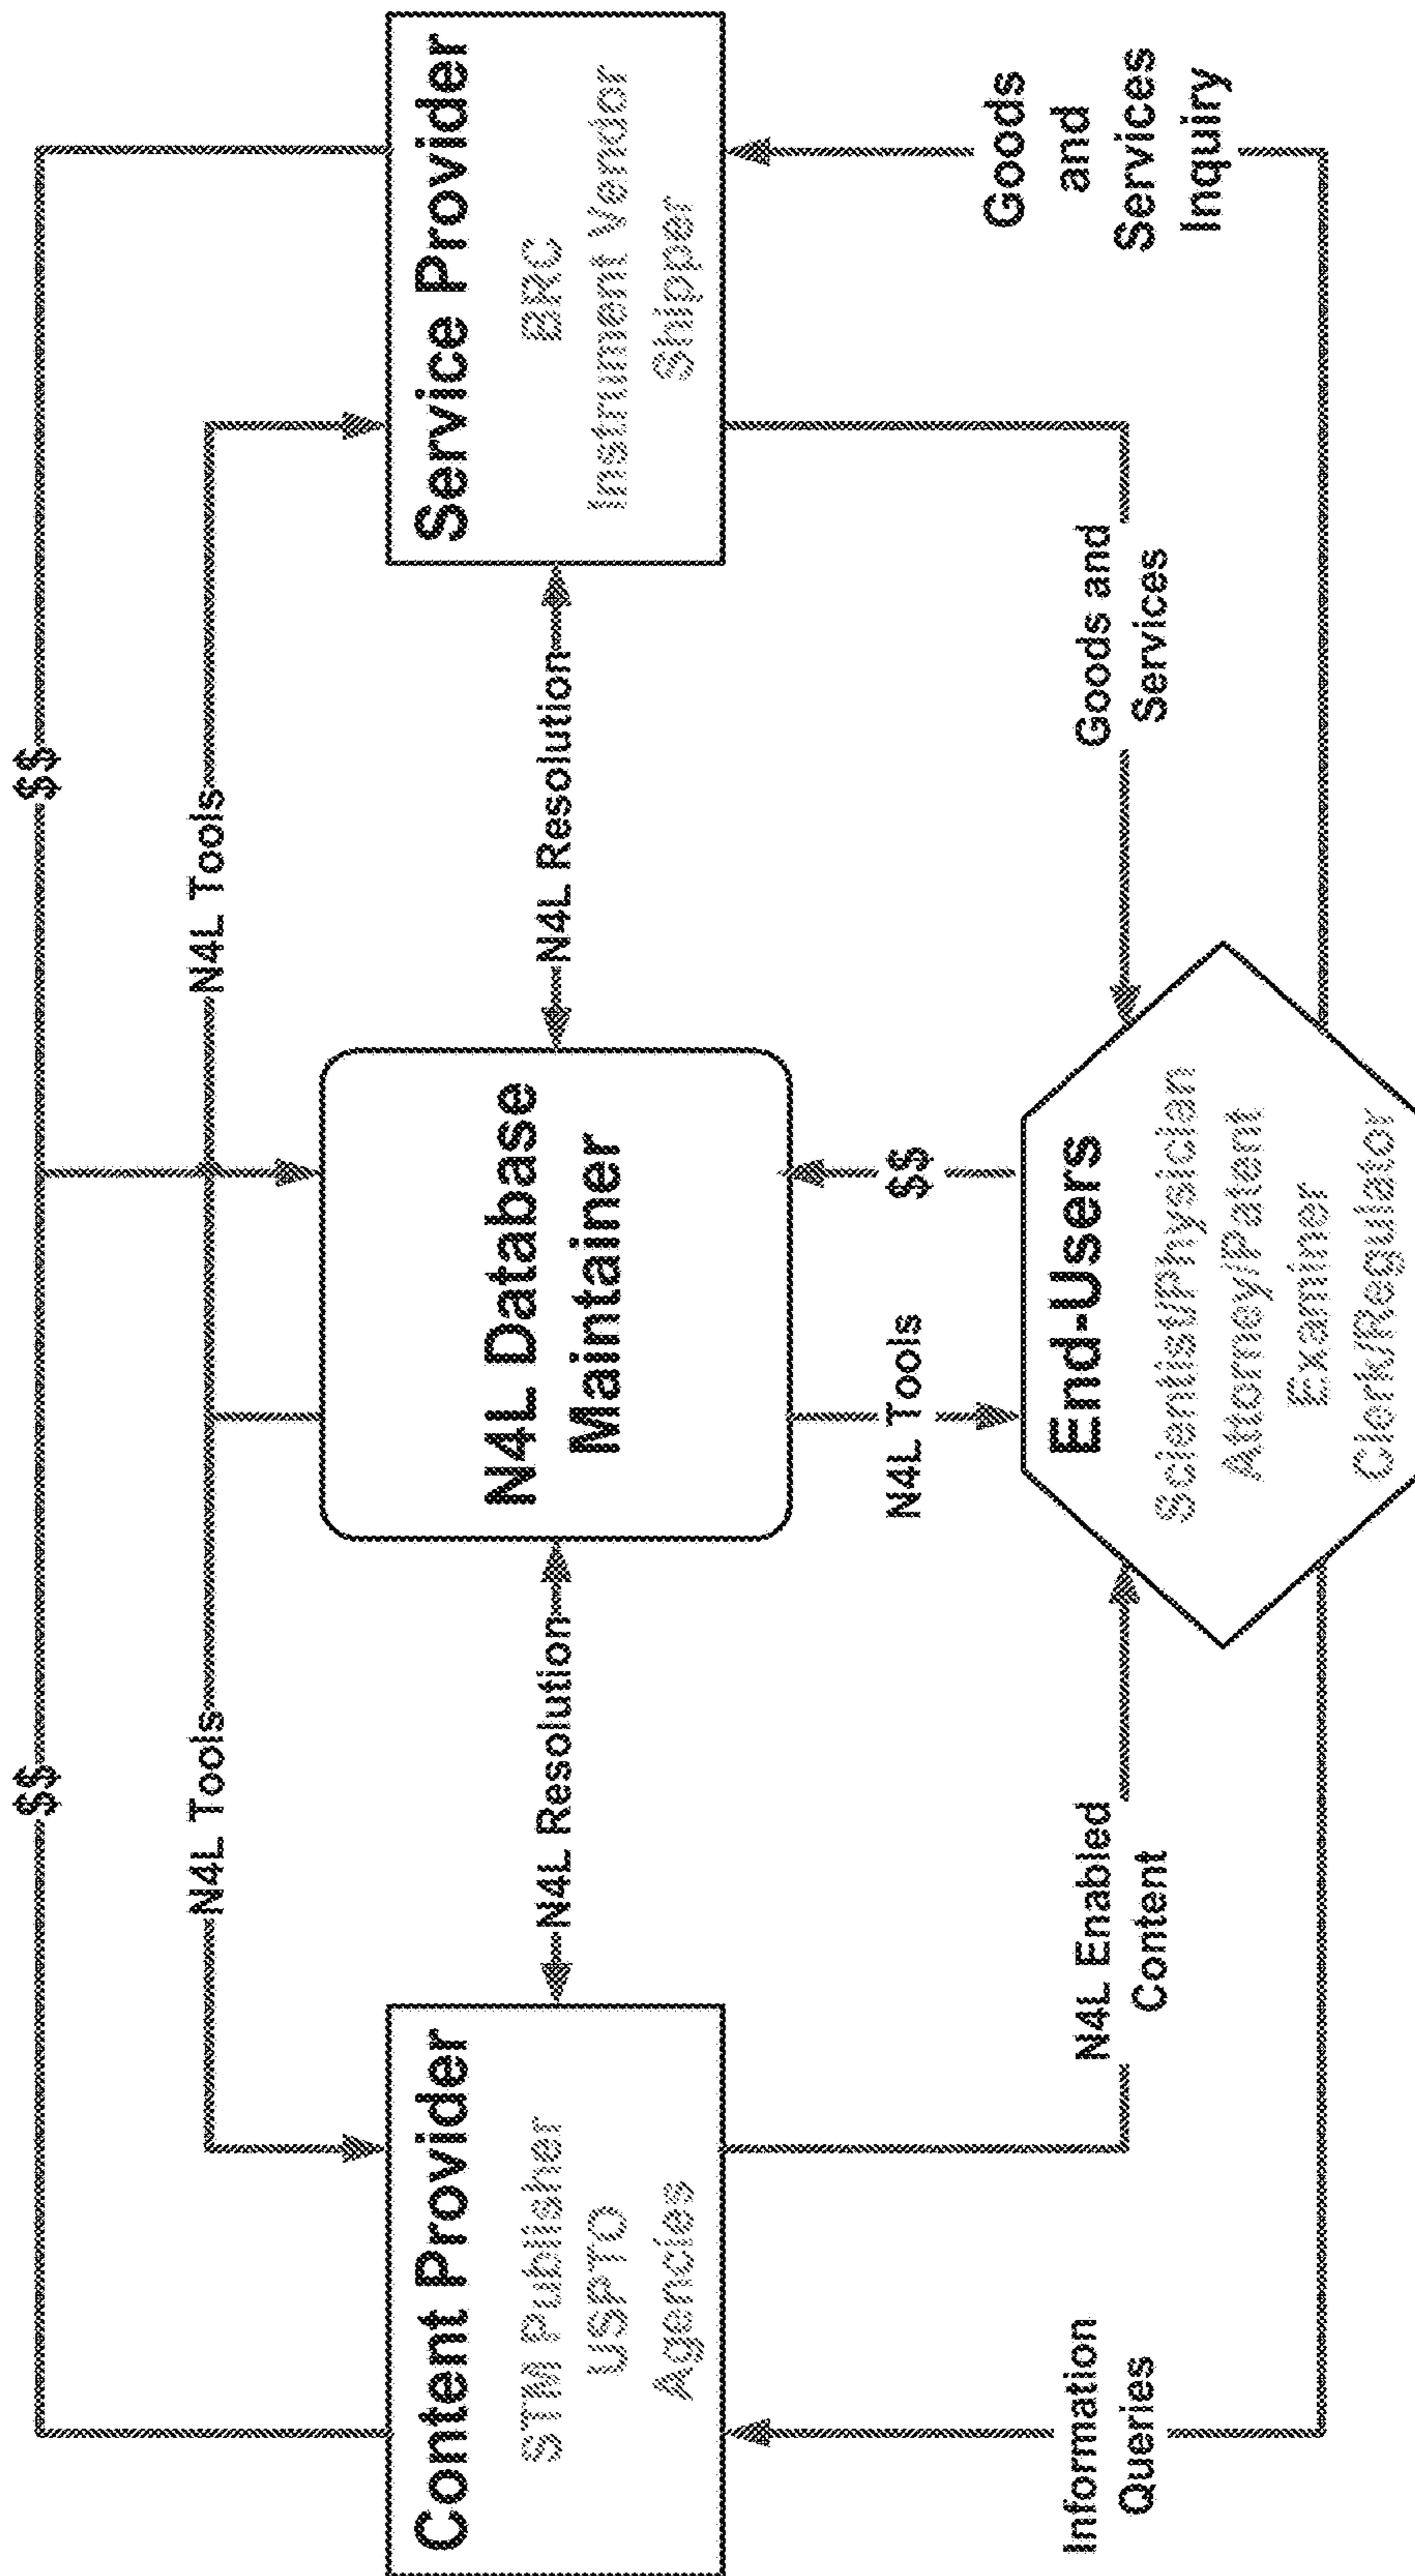 $$
$$
N4L Tools
N4L Tools
Content Provider
STM Publisher
USPTO
Agencies
N4L Resolution
N4L Database
Maintainer
N4L Resolution
Service Provider
BRC
Instrument Vendor
Shipper
N4L Tools
$$
Information
Queries
N4L Enabled
Content
End-Users
Scientist/Physician
Attorney/Patent
Examiner
Clerk/Regulator
Goods and
Services
Goods
and
Services
Inquiry